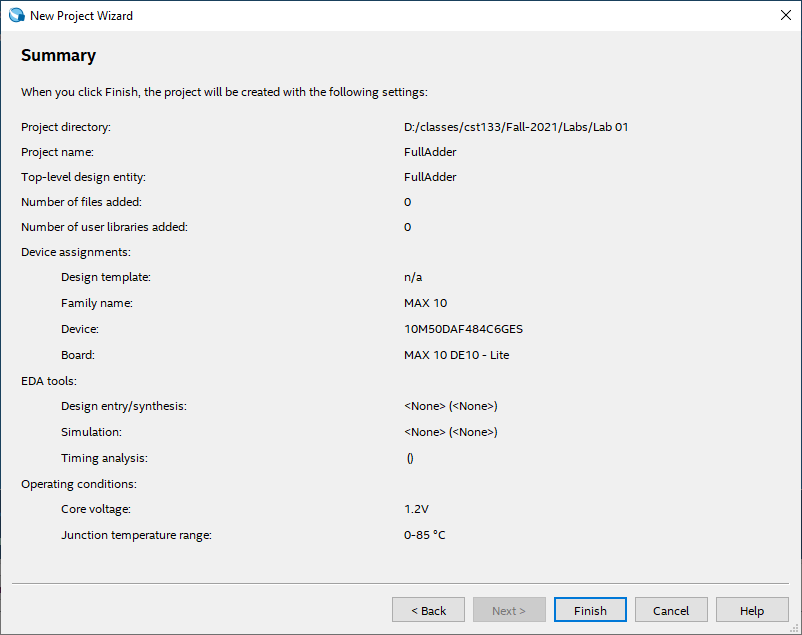 New Project Wizard
Summary
When you click Finish, the project will be created with the following settings:
Project directory: D:/classes/cst133/Fall-2021/Labs/Lab 01
Project name: FullAdder
Top-level design entity: FullAdder
Number of files added: 0
Number of user libraries added: 0
Device assignments:
Design template: n/a
Family name: MAX 10
Device: 10M50DAF484C6GES
Board: MAX 10 DE10 - Lite
EDA tools:
Design entry/synthesis: <None> (<None>)
Simulation: <None> (<None>)
Timing analysis: ()
Operating conditions:
Core voltage: 1.2V
Junction temperature range: 0-85 °C
< Back Next > Finish Cancel Help